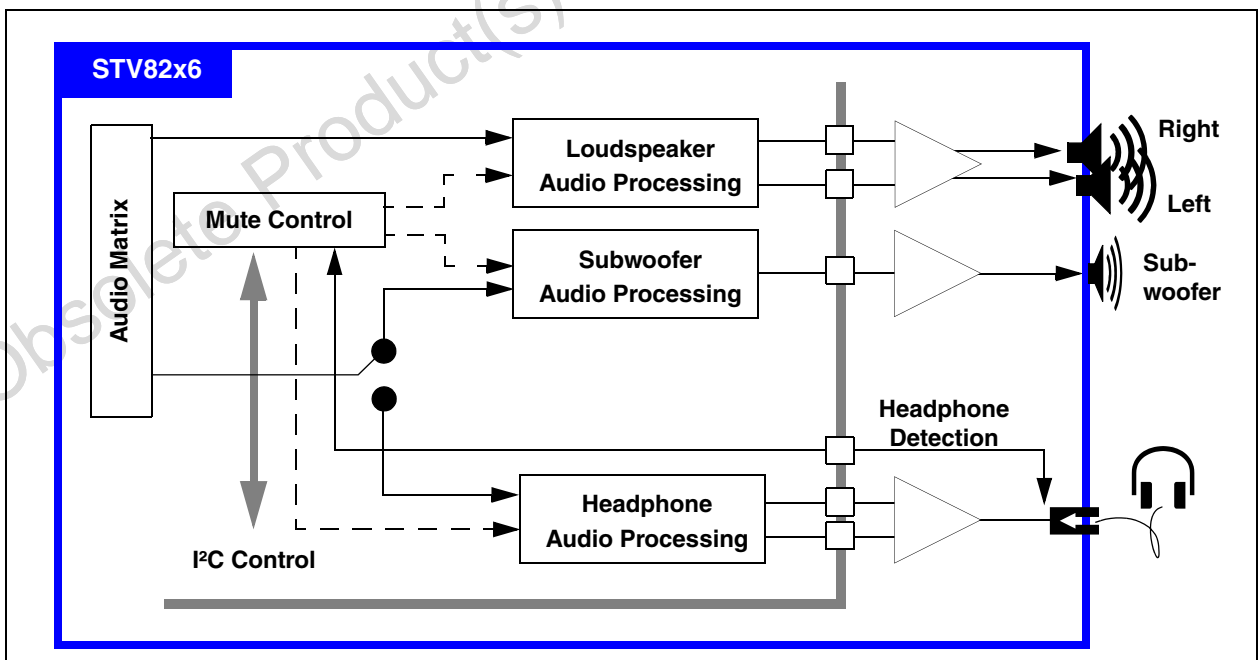 STV82x6
Audio Matrix
Mute Control
I²C Control
Loudspeaker
Audio Processing
Subwoofer
Audio Processing
Headphone
Audio Processing
Headphone
Detection
Right
Left
Sub-
woofer
Obsolete Product(s)